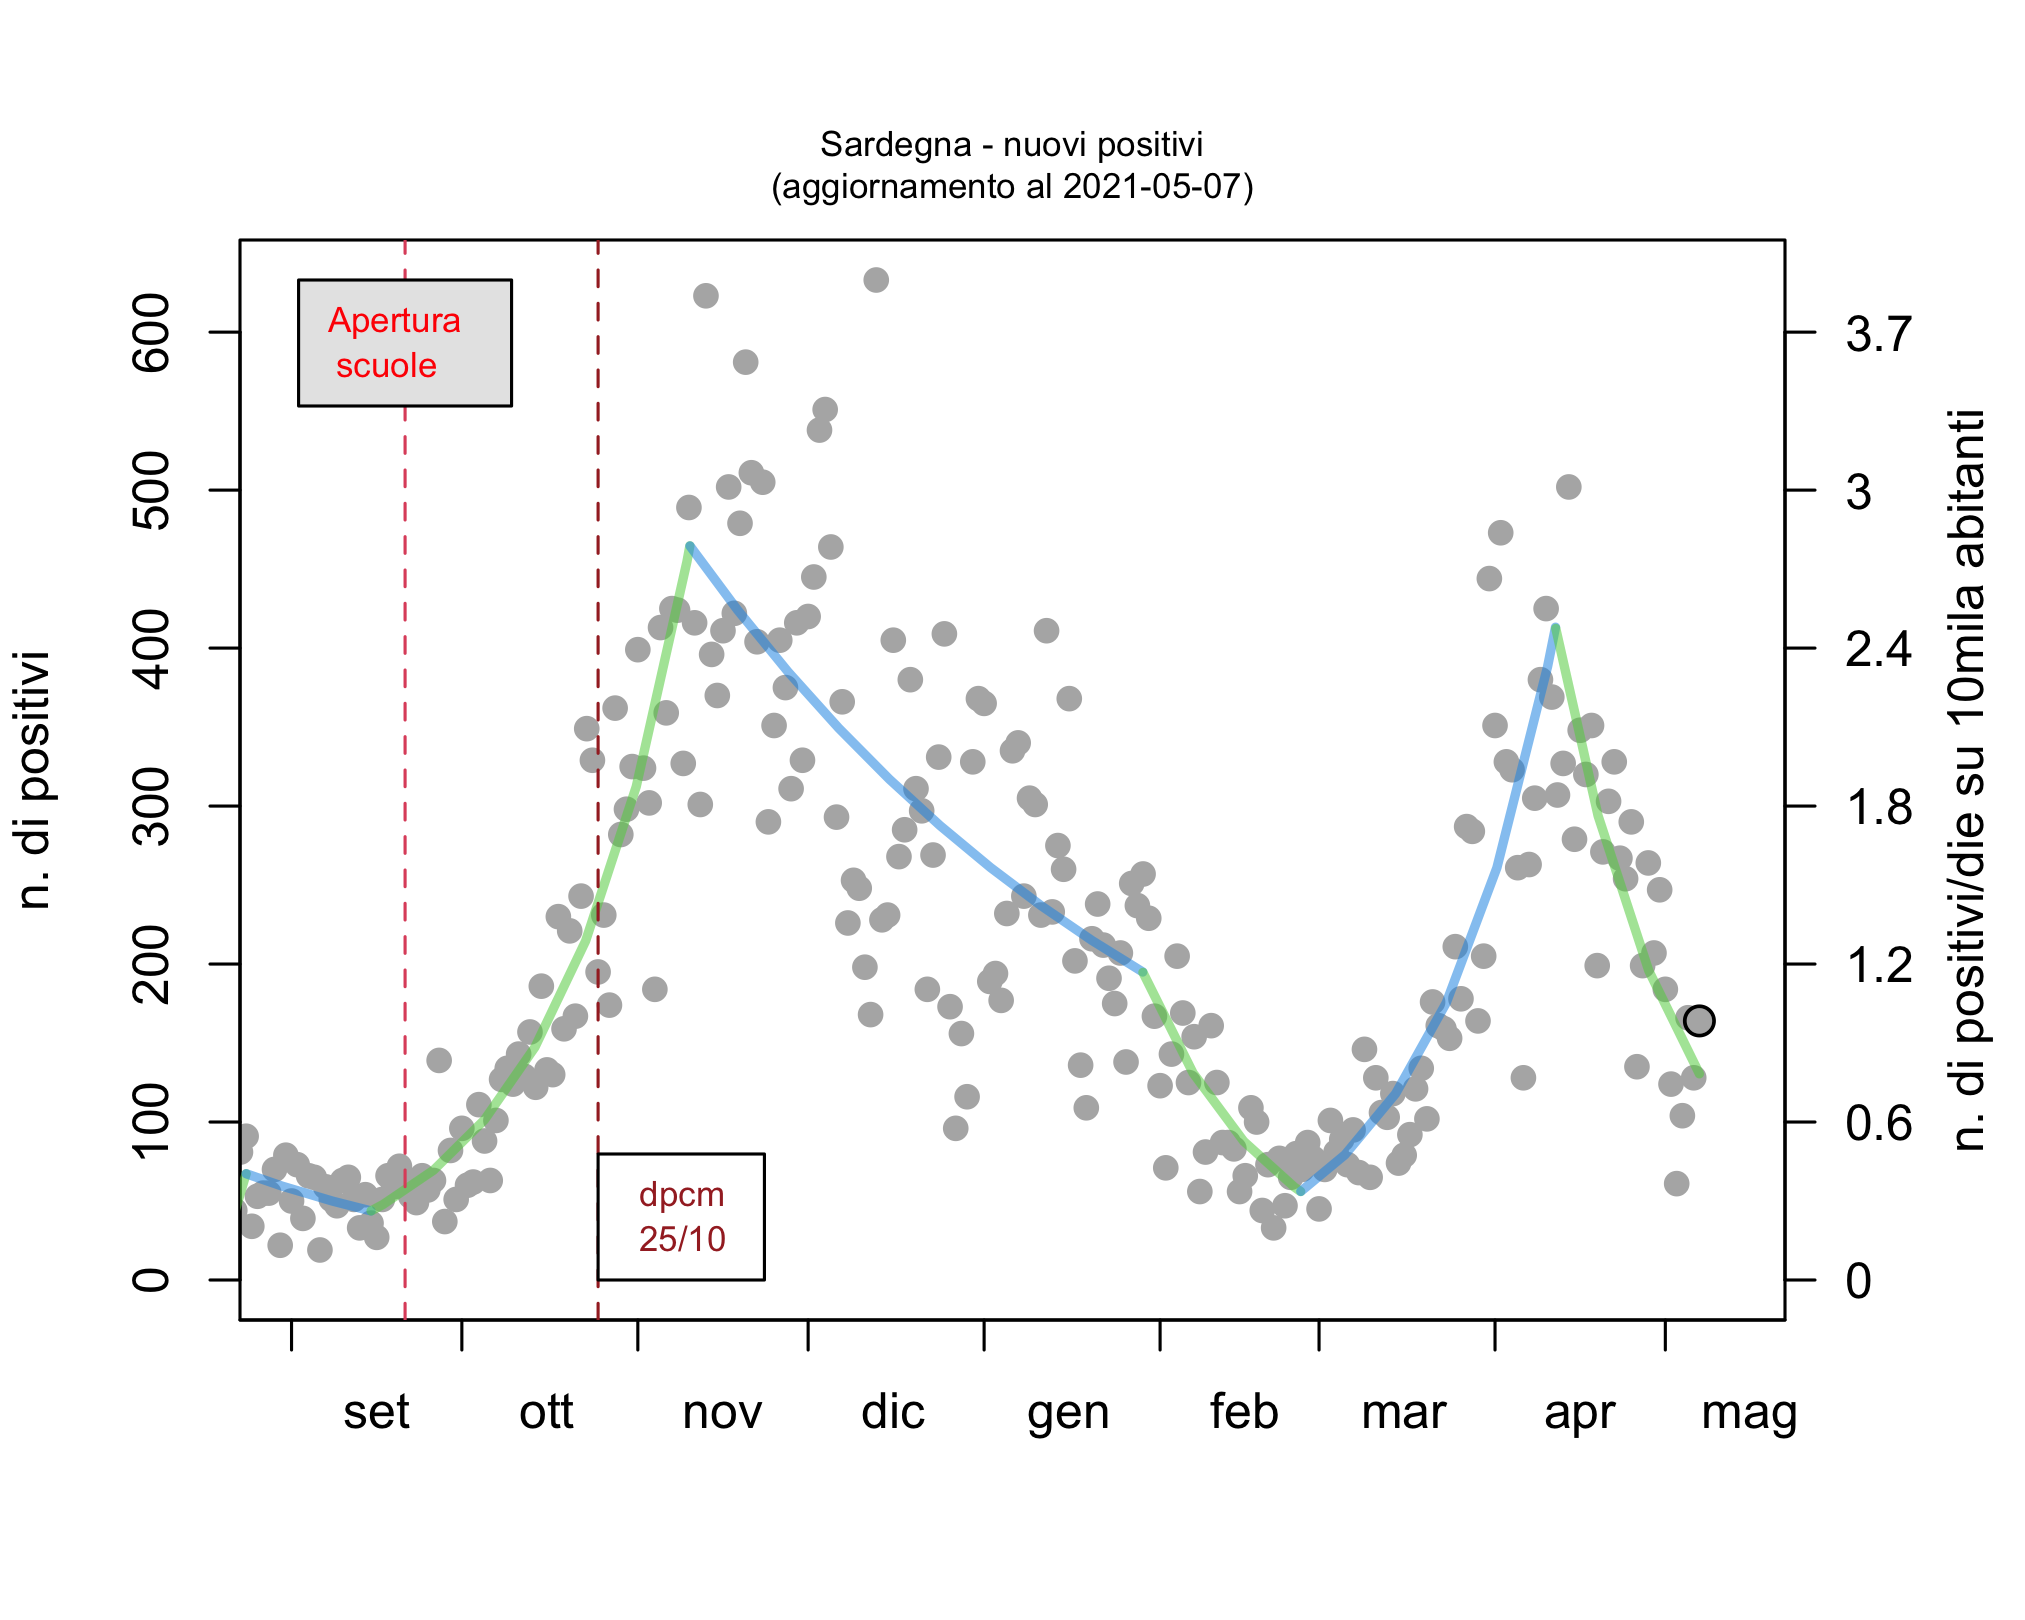 Sardegna - nuovi positivi
(aggiornamento al 2021-05-07)
Apertura
scuole
dpcm
25/10
n. di positivi
600
500
400
300
200
100
0
3.7
3
2.4
1.8
1.2
0.6
0
n. di positivi/die su 10mila abitanti
set ott nov dic gen feb mar apr mag